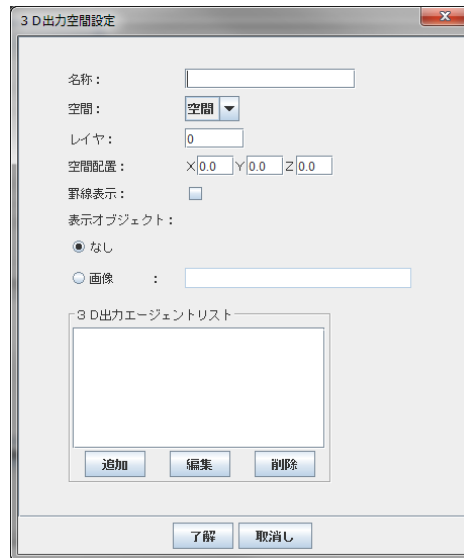 ３Ｄ出力空間設定
名称：
空間： 空間
レイヤ： 0
空間配置： X 0.0 Y 0.0 Z 0.0
罫線表示：
表示オブジェクト：
なし
画像 ：
３Ｄ出力エージェントリスト
追加 編集 削除
了解 取消し